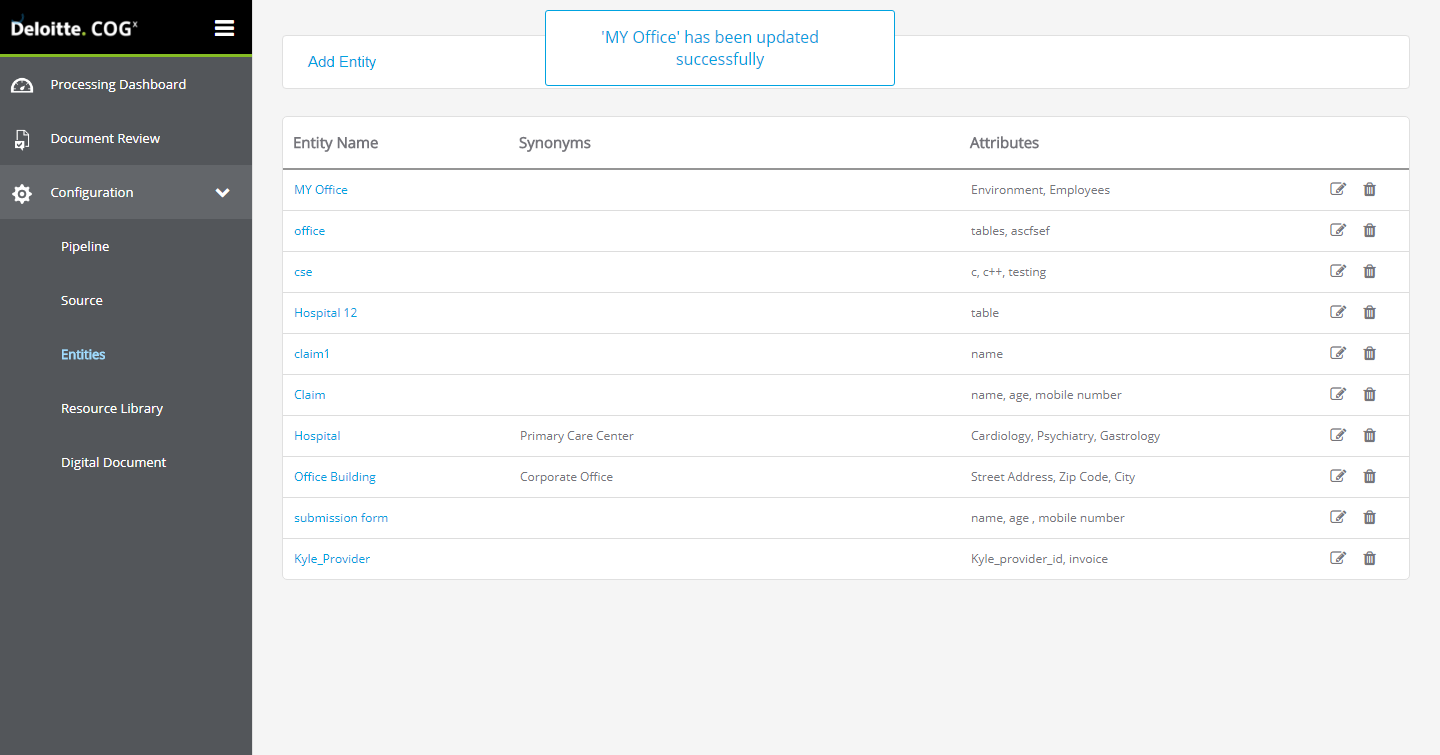 Deloitte. COGx
Processing Dashboard
Document Review
Configuration
Pipeline
Source
Entities
Resource Library
Digital Document
'MY Office' has been updated
successfully
Add Entity
Entity Name Synonyms Attributes
MY Office Environment, Employees
office tables, ascfsef
cse c, c++, testing
Hospital 12 table
claim1 name
Claim name, age, mobile number
Hospital Primary Care Center Cardiology, Psychiatry, Gastrology
Office Building Corporate Office Street Address, Zip Code, City
submission form name, age , mobile number
Kyle_Provider Kyle_provider_id, invoice